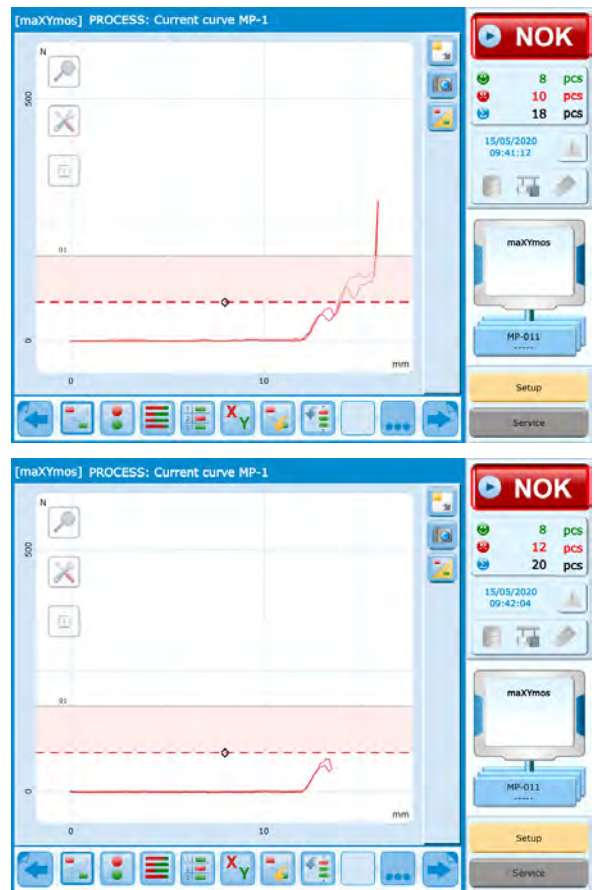 [maXYmos] PROCESS: Current curve MP-1
NOK
N
500
01
0
mm
0 10
8 pcs
10 pcs
18 pcs
15/05/2020
09:41:12
maXYmos
MP-011
-----
Setup
Service
X
Y
[maXYmos] PROCESS: Current curve MP-1
NOK
N
500
01
0
mm
0 10
8 pcs
12 pcs
20 pcs
15/05/2020
09:42:04
maXYmos
MP-011
-----
Setup
Service
X
Y